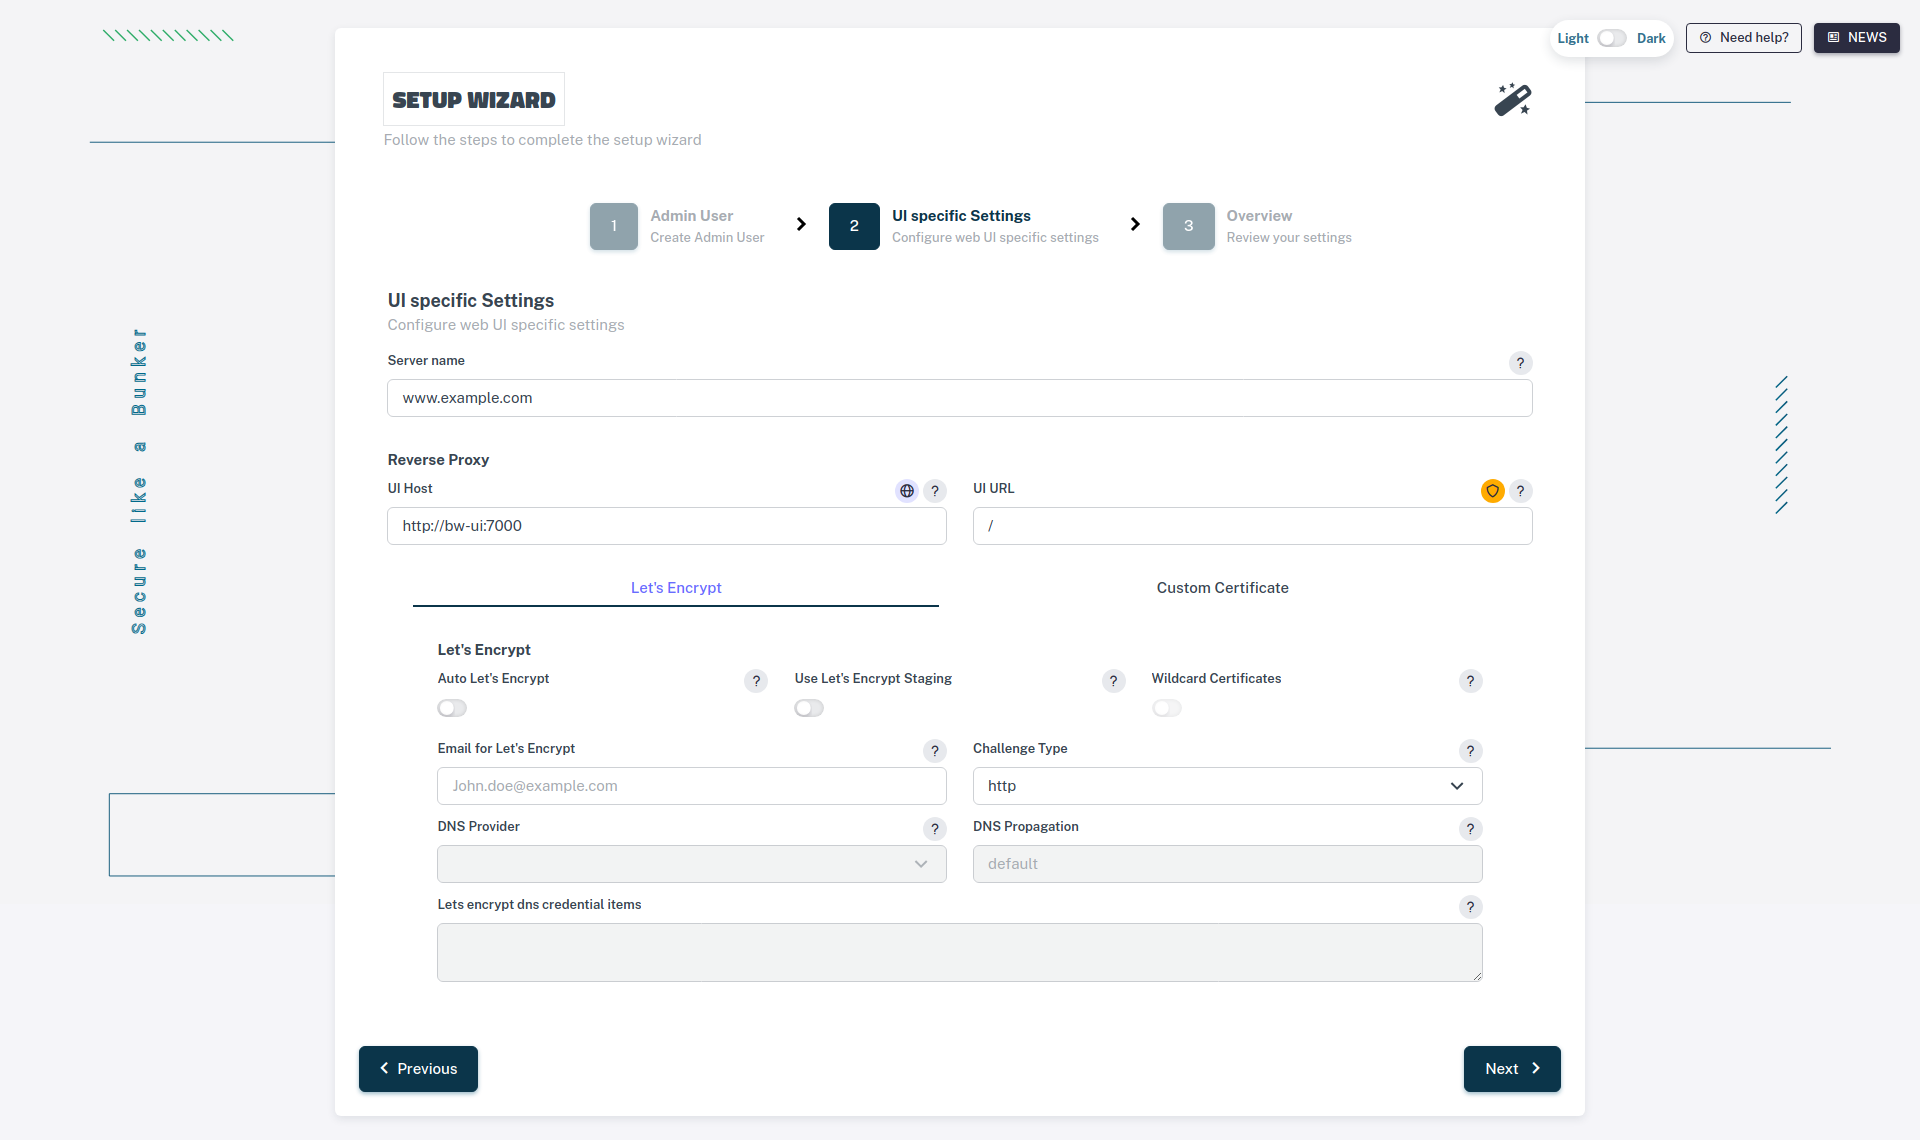 Light Dark
Need help?
NEWS
SETUP WIZARD
Follow the steps to complete the setup wizard
1
Admin User
Create Admin User
2
UI specific Settings
Configure web UI specific settings
3
Overview
Review your settings
Secure like a Bunker
UI specific Settings
Configure web UI specific settings
Server name ?
www.example.com
Reverse Proxy
UI Host ?
http://bw-ui:7000
UI URL ?
/
Let's Encrypt
Custom Certificate
Let's Encrypt
Auto Let's Encrypt ?
Use Let's Encrypt Staging ?
Wildcard Certificates ?
Email for Let's Encrypt ?
John.doe@example.com
Challenge Type ?
http
DNS Provider ?
DNS Propagation ?
default
Lets encrypt dns credential items ?
Previous
Next